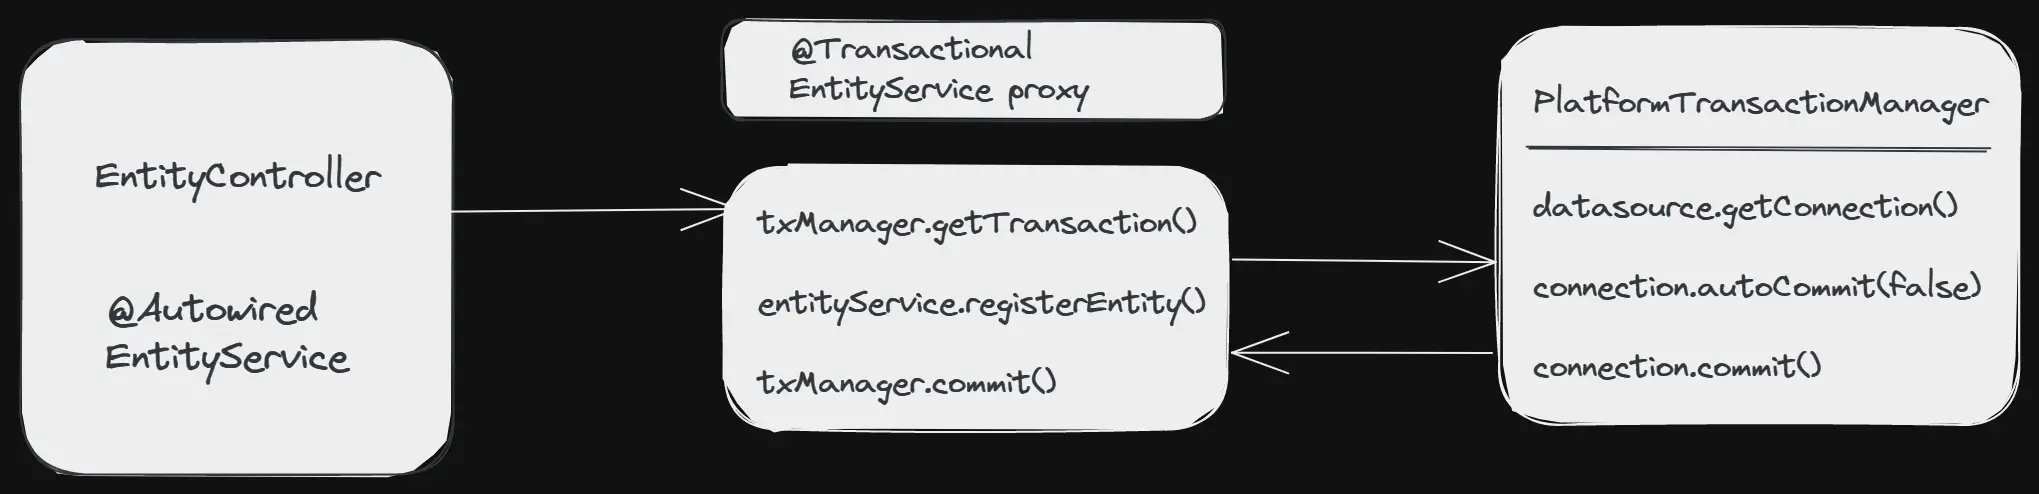 EntityController
@Autowired
EntityService
@Transactional
EntityService proxy
txManager.getTransaction()
entityService.registerEntity()
txManager.commit()
PlatformTransactionManager
datasource.getConnection()
connection.autoCommit(false)
connection.commit()